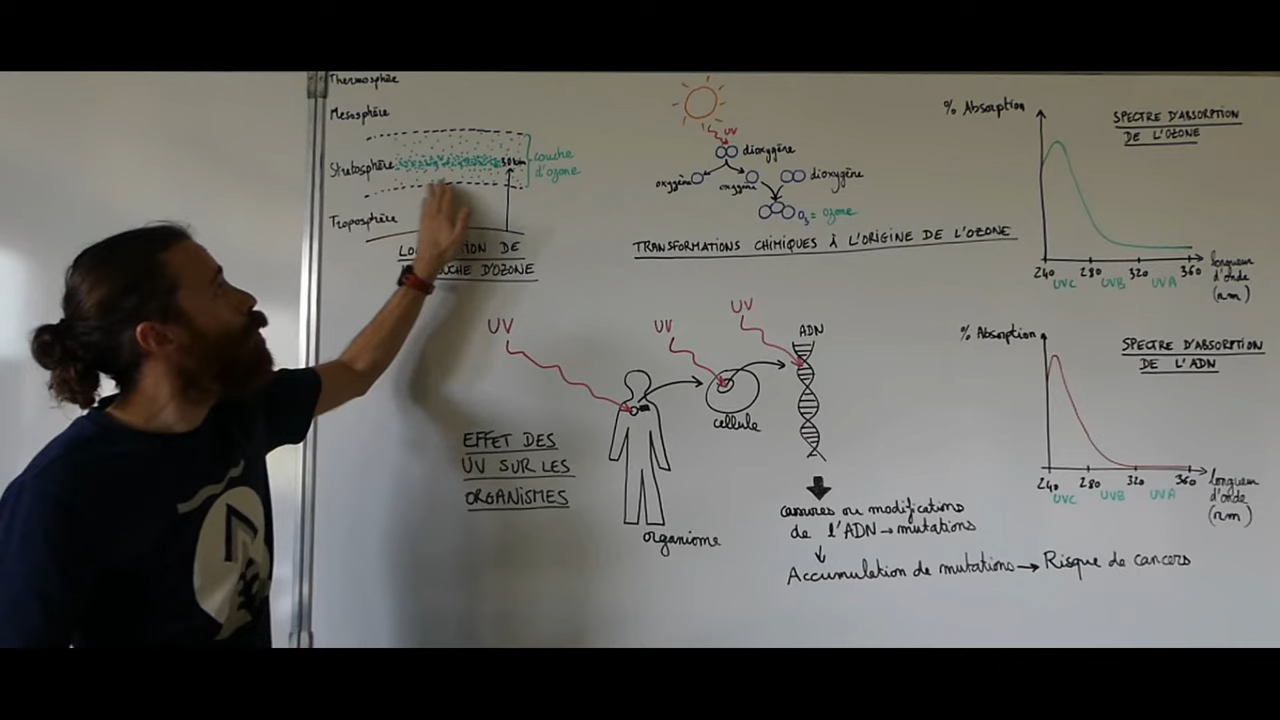 Thermosphère
Mésosphère
Stratosphère
30 km
couche
d'ozone
Troposphère
DE
COUCHE D'OZONE
UV
dioxygène
oxygène
oxygène
dioxygène
O3 = ozone
TRANSFORMATIONS CHIMIQUES À L'ORIGINE DE L'OZONE
% Absorption
SPECTRE D'ABSORPTION
DE L'OZONE
240 280 320 360
UVC UVB UVA
longueur
d'onde
(nm)
UV
UV
UV
ADN
cellule
EFFET DES
UV SUR LES
ORGANISMES
organisme
cassures ou modifications
de l'ADN → mutations
Accumulation de mutations → Risque de cancers
% Absorption
SPECTRE D'ABSORPTION
DE L'ADN
240 280 320 360
UVC UVB UVA
longueur
d'onde
(nm)